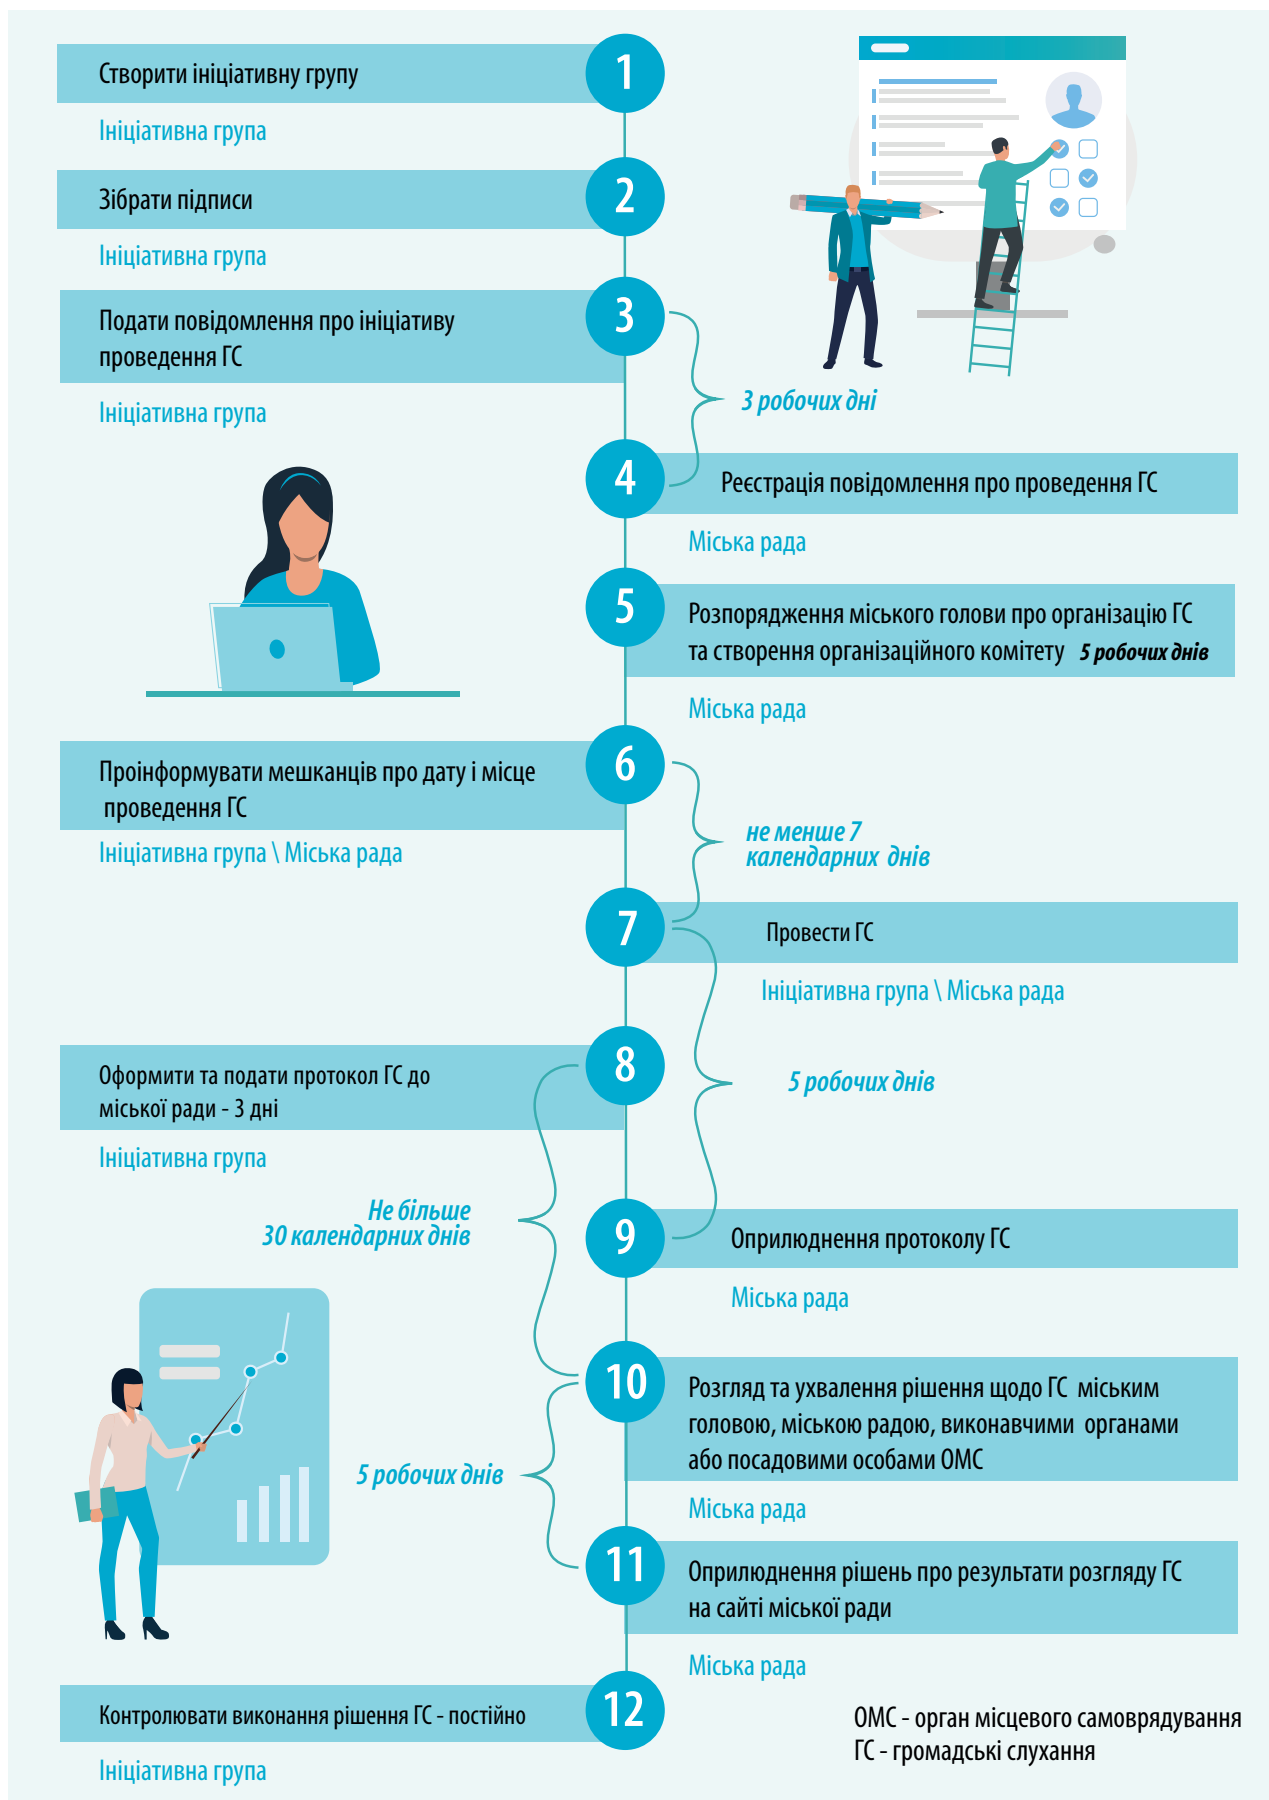 1
Створити ініціативну групу
Ініціативна група
2
Зібрати підписи
Ініціативна група
3
Подати повідомлення про ініціативу
проведення ГС
Ініціативна група
3 робочих дні
4
Реєстрація повідомлення про проведення ГС
Міська рада
5
Розпорядження міського голови про організацію ГС
та створення організаційного комітету 5 робочих днів
Міська рада
6
Проінформувати мешканців про дату і місце
проведення ГС
Ініціативна група \ Міська рада
не менше 7
календарних днів
7
Провести ГС
Ініціативна група \ Міська рада
5 робочих днів
8
Оформити та подати протокол ГС до
міської ради - 3 дні
Ініціативна група
Не більше
30 календарних днів
9
Оприлюднення протоколу ГС
Міська рада
10
Розгляд та ухвалення рішення щодо ГС міським
головою, міською радою, виконавчими органами
або посадовими особами ОМС
Міська рада
5 робочих днів
11
Оприлюднення рішень про результати розгляду ГС
на сайті міської ради
Міська рада
12
Контролювати виконання рішення ГС - постійно
Ініціативна група
ОМС - орган місцевого самоврядування
ГС - громадські слухання